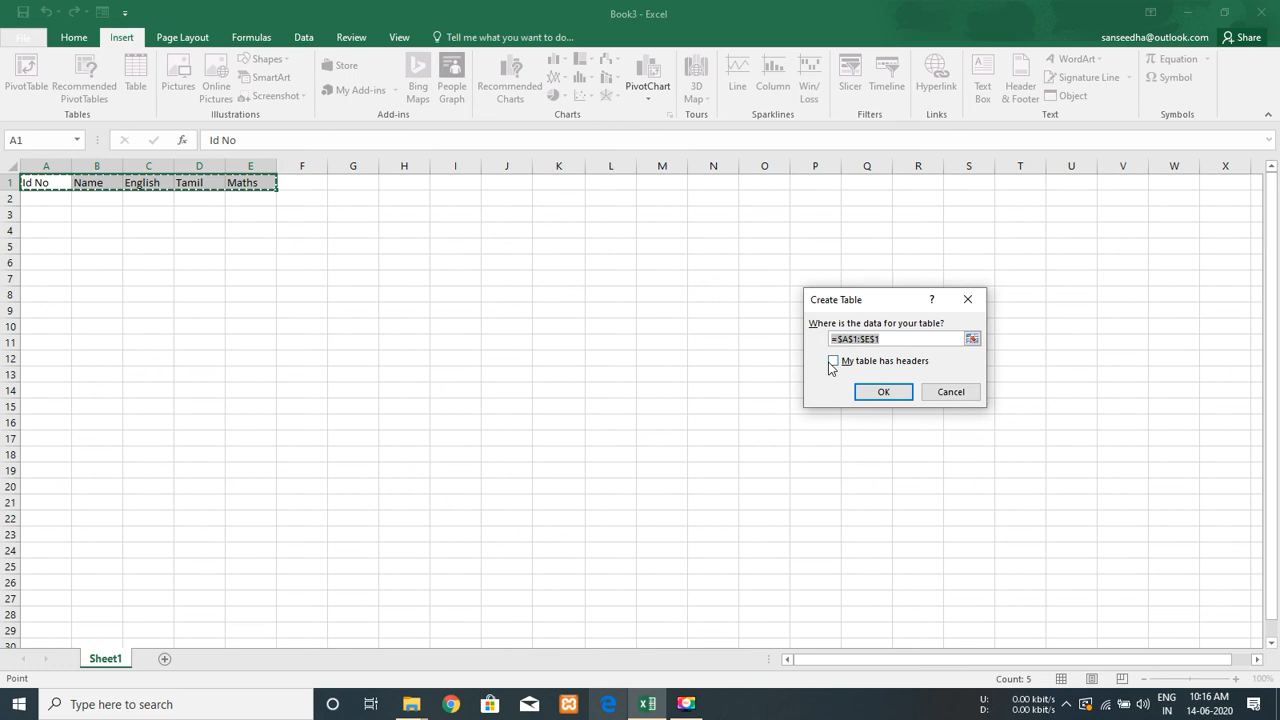 Book3 - Excel
File Home Insert Page Layout Formulas Data Review View Tell me what you want to do... sanseedha@outlook.com Share
PivotTable Recommended PivotTables Table
Tables
Pictures Online Pictures Shapes SmartArt Screenshot
Illustrations
Store My Add-ins Bing Maps People Graph
Add-ins
Recommended Charts PivotChart
Charts
3D Map
Tours
Line Column Win/Loss
Sparklines
Slicer Timeline
Filters
Hyperlink
Links
Text Box Header & Footer WordArt Signature Line Object
Text
Equation Symbol
Symbols
A1 fx Id No
A B C D E F G H I J K L M N O P Q R S T U V W X
1 Id No Name English Tamil Maths
2
3
4
5
6
7
8
9
10
11
12
13
14
15
16
17
18
19
20
21
22
23
24
25
26
27
28
29
30
Create Table ?
Where is the data for your table?
=$A$1:$E$1
My table has headers
OK Cancel
Sheet1
Point Count: 5 100%
Type here to search
U: 0.00 kbit/s
D: 0.00 kbit/s
ENG
IN
10:16 AM
14-06-2020